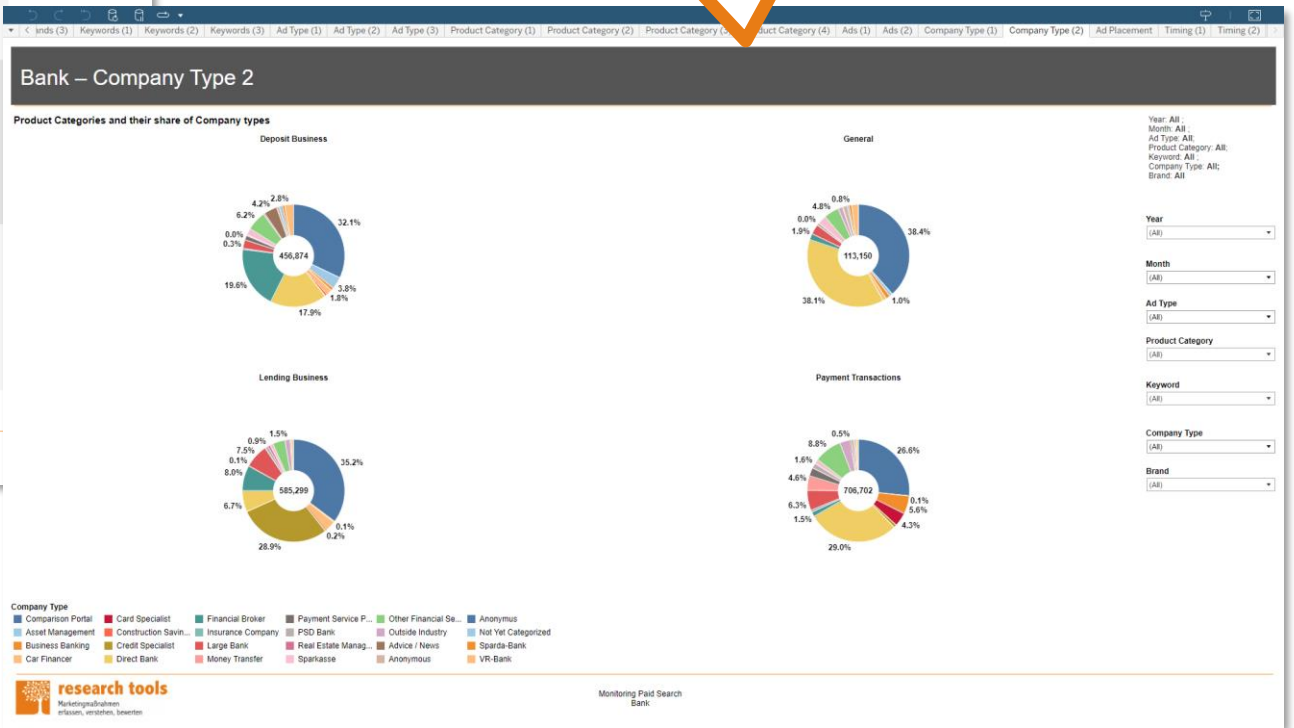 ands (3) Keywords (1) Keywords (2) Keywords (3) Ad Type (1) Ad Type (2) Ad Type (3) Product Category (1) Product Category (2) Product Category (3) uct Category (4) Ads (1) Ads (2) Company Type (1) Company Type (2) Ad Placement Timing (1) Timing (2)
Bank – Company Type 2
Product Categories and their share of Company types
Deposit Business
4.2% 2.8%
6.2%
32.1%
0.0%
0.3%
456,874
19.6%
3.8%
1.8%
17.9%
General
0.8%
4.8%
0.0%
1.9%
38.4%
113,150
38.1%
1.0%
Lending Business
1.5%
0.9%
7.5%
0.1%
35.2%
8.0%
585,299
6.7%
0.1%
0.2%
28.9%
Payment Transactions
0.5%
8.8%
26.6%
1.6%
4.6%
706,702
0.1%
6.3%
5.6%
1.5%
4.3%
29.0%
Year: All ;
Month: All ;
Ad Type: All;
Product Category: All;
Keyword: All ;
Company Type: All;
Brand: All
Year
(All)
Month
(All)
Ad Type
(All)
Product Category
(All)
Keyword
(All)
Company Type
(All)
Brand
(All)
Company Type
Comparison Portal Card Specialist Financial Broker Payment Service P... Other Financial Se... Anonymus
Asset Management Construction Savin... Insurance Company PSD Bank Outside Industry Not Yet Categorized
Business Banking Credit Specialist Large Bank Real Estate Manag... Advice / News Sparda-Bank
Car Financer Direct Bank Money Transfer Sparkasse Anonymous VR-Bank
research tools
Marketingmaßnahmen
erfassen, verstehen, bewerten
Monitoring Paid Search
Bank